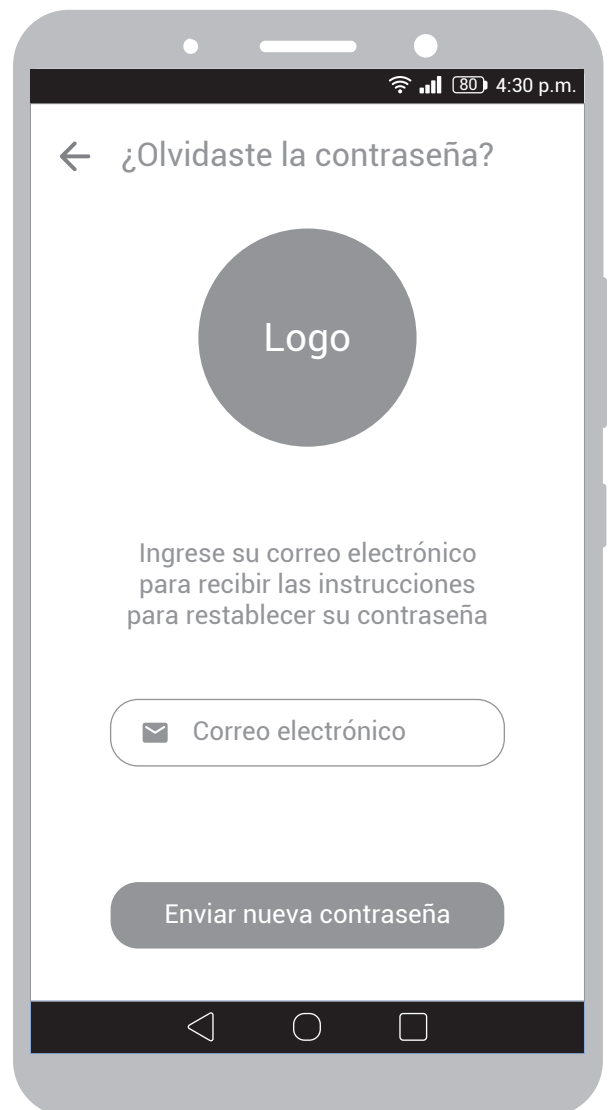 80 4:30 p.m.
¿Olvidaste la contraseña?
Logo
Ingrese su correo electrónico
para recibir las instrucciones
para restablecer su contraseña
Correo electrónico
Enviar nueva contraseña